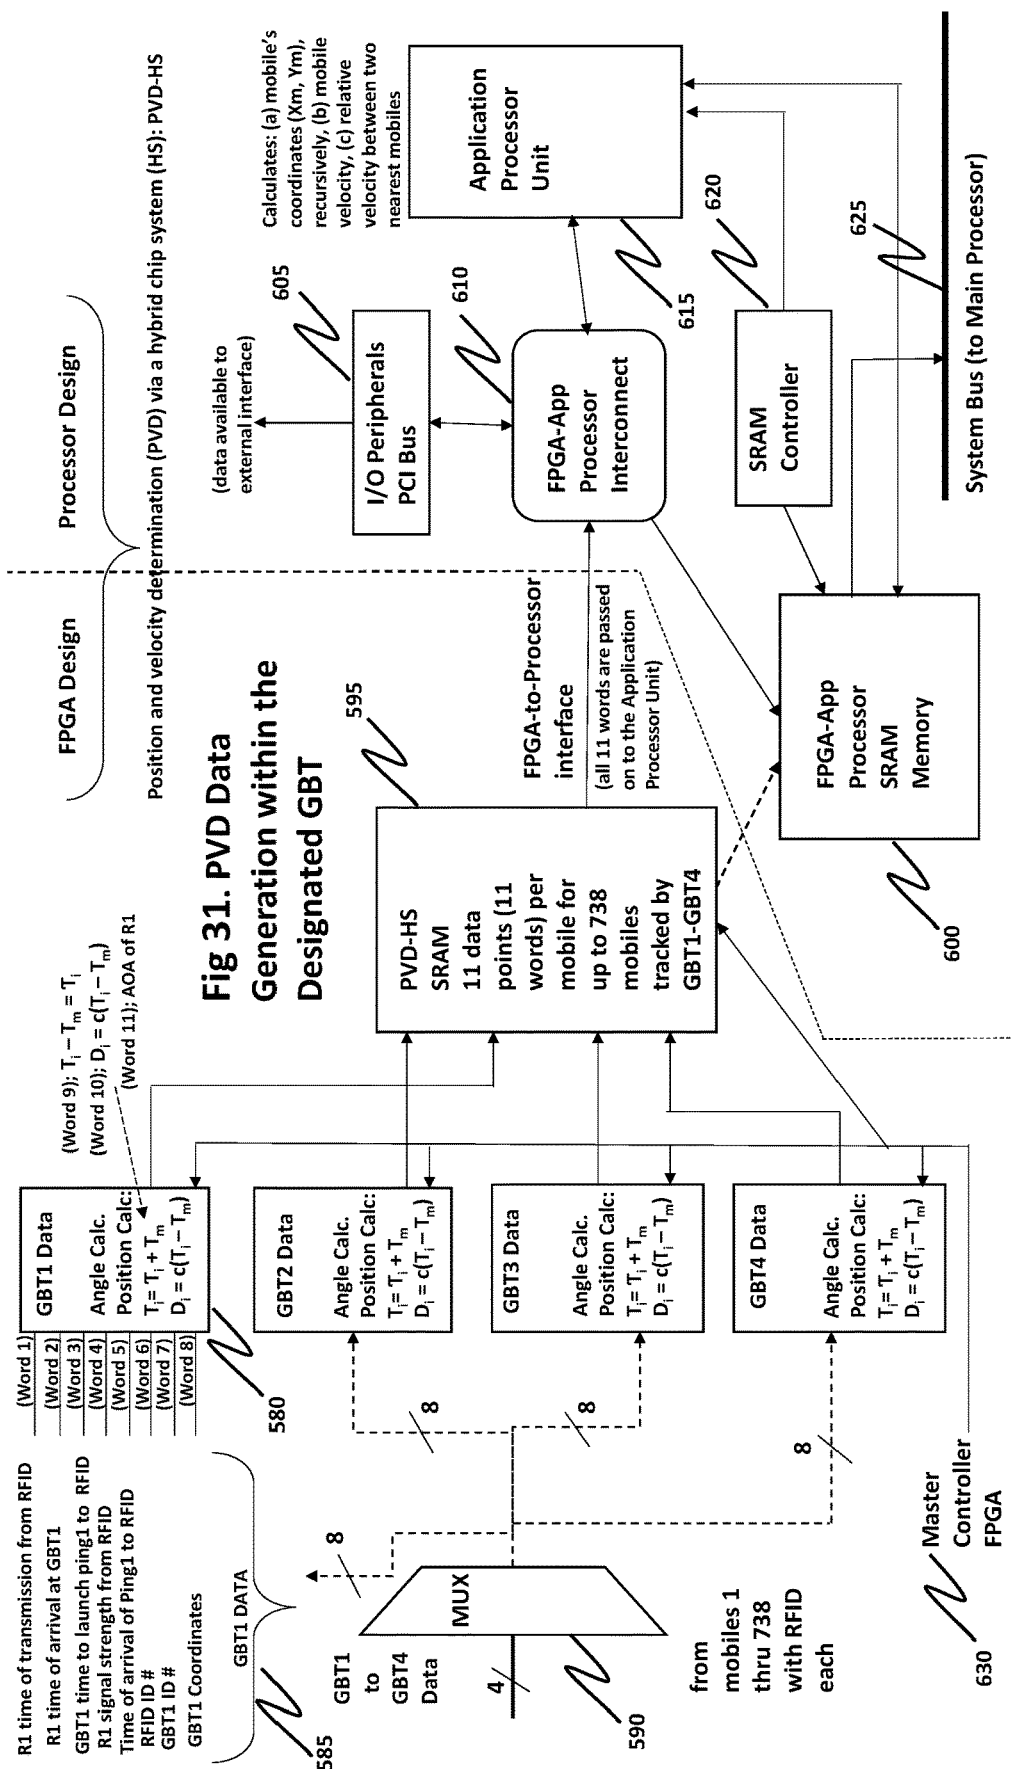 FPGA Design
Processor Design
Position and velocity determination (PVD) via a hybrid chip system (HS): PVD-HS
Fig 31. PVD Data
Generation within the
Designated GBT
R1 time of transmission from RFID
R1 time of arrival at GBT1
GBT1 time to launch ping1 to RFID
R1 signal strength from RFID
Time of arrival of Ping1 to RFID
RFID ID #
GBT1 ID #
GBT1 Coordinates
(Word 1)
(Word 2)
(Word 3)
(Word 4)
(Word 5)
(Word 6)
(Word 7)
(Word 8)
GBT1 DATA
585
580
GBT1 Data
Angle Calc.
Position Calc:
Ti= Ti + Tm
Di = c(Ti – Tm)
(Word 9); Ti – Tm = Ti
(Word 10); Di = c(Ti – Tm)
(Word 11); AOA of R1
GBT2 Data
Angle Calc.
Position Calc:
Ti= Ti + Tm
Di = c(Ti – Tm)
GBT3 Data
Angle Calc.
Position Calc:
Ti= Ti + Tm
Di = c(Ti – Tm)
GBT4 Data
Angle Calc.
Position Calc:
Ti= Ti + Tm
Di = c(Ti – Tm)
8
8
8
8
GBT1
to
GBT4
Data
4
MUX
590
from
mobiles 1
thru 738
with RFID
each
630
Master
Controller
FPGA
595
PVD-HS
SRAM
11 data
points (11
words) per
mobile for
up to 738
mobiles
tracked by
GBT1-GBT4
FPGA-to-Processor
interface
(all 11 words are passed
on to the Application
Processor Unit)
600
FPGA-App
Processor
SRAM
Memory
(data available to
external interface)
605
I/O Peripherals
PCI Bus
610
FPGA-App
Processor
Interconnect
Calculates: (a) mobile's
coordinates (Xm, Ym),
recursively, (b) mobile
velocity, (c) relative
velocity between two
nearest mobiles
Application
Processor
Unit
615
620
SRAM
Controller
625
System Bus (to Main Processor)